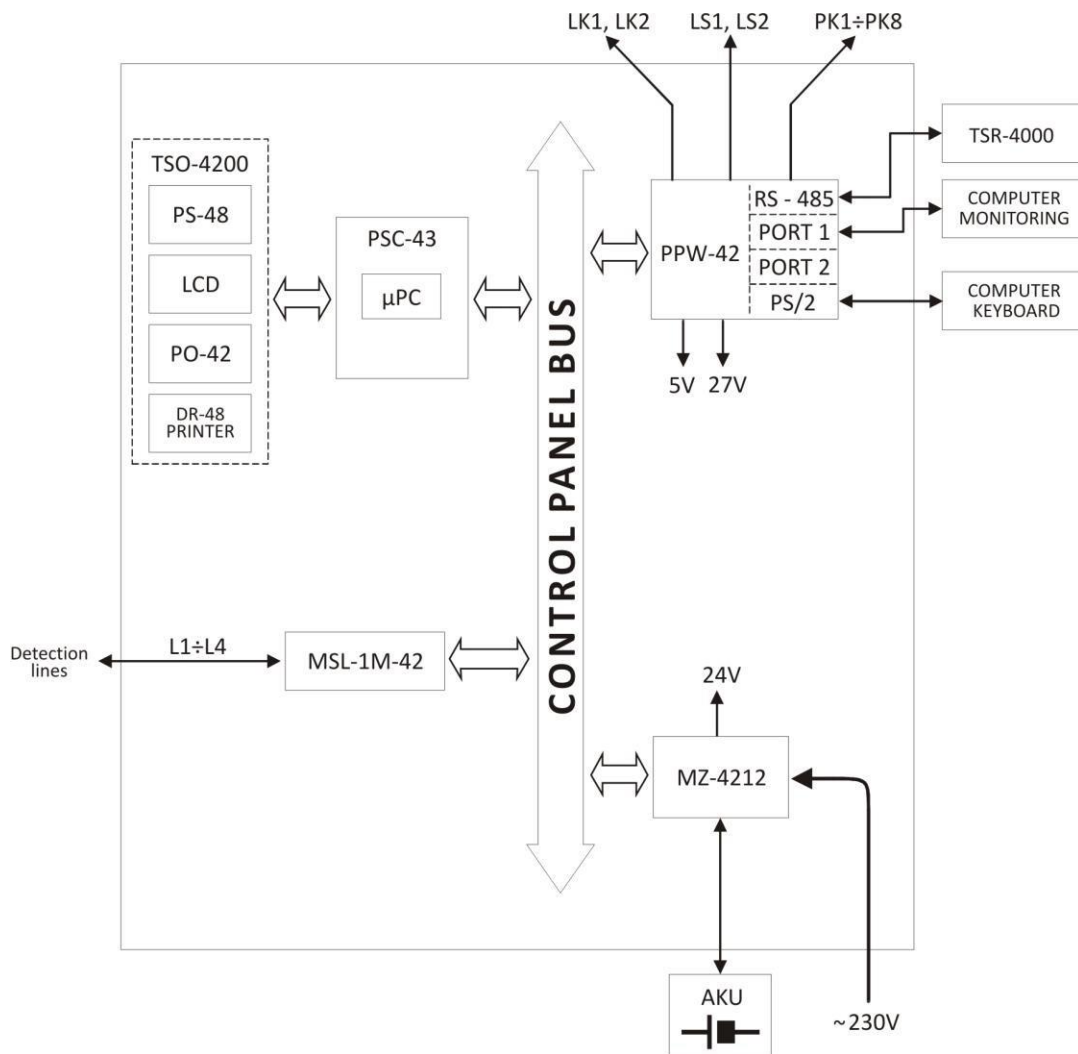 LK1, LK2
LS1, LS2
PK1÷PK8
TSO-4200
PS-48
LCD
PO-42
DR-48
PRINTER
PSC-43
µPC
CONTROL PANEL BUS
PPW-42
RS - 485
PORT 1
PORT 2
PS/2
TSR-4000
COMPUTER
MONITORING
COMPUTER
KEYBOARD
5V
27V
Detection
lines
L1÷L4
MSL-1M-42
24V
MZ-4212
AKU
~230V